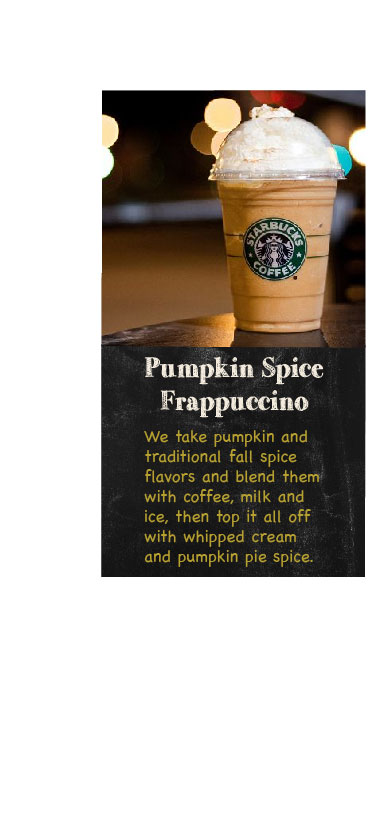 STARBUCKS
COFFEE
Pumpkin Spice
Frappuccino
We take pumpkin and
traditional fall spice
flavors and blend them
with coffee, milk and
ice, then top it all off
with whipped cream
and pumpkin pie spice.